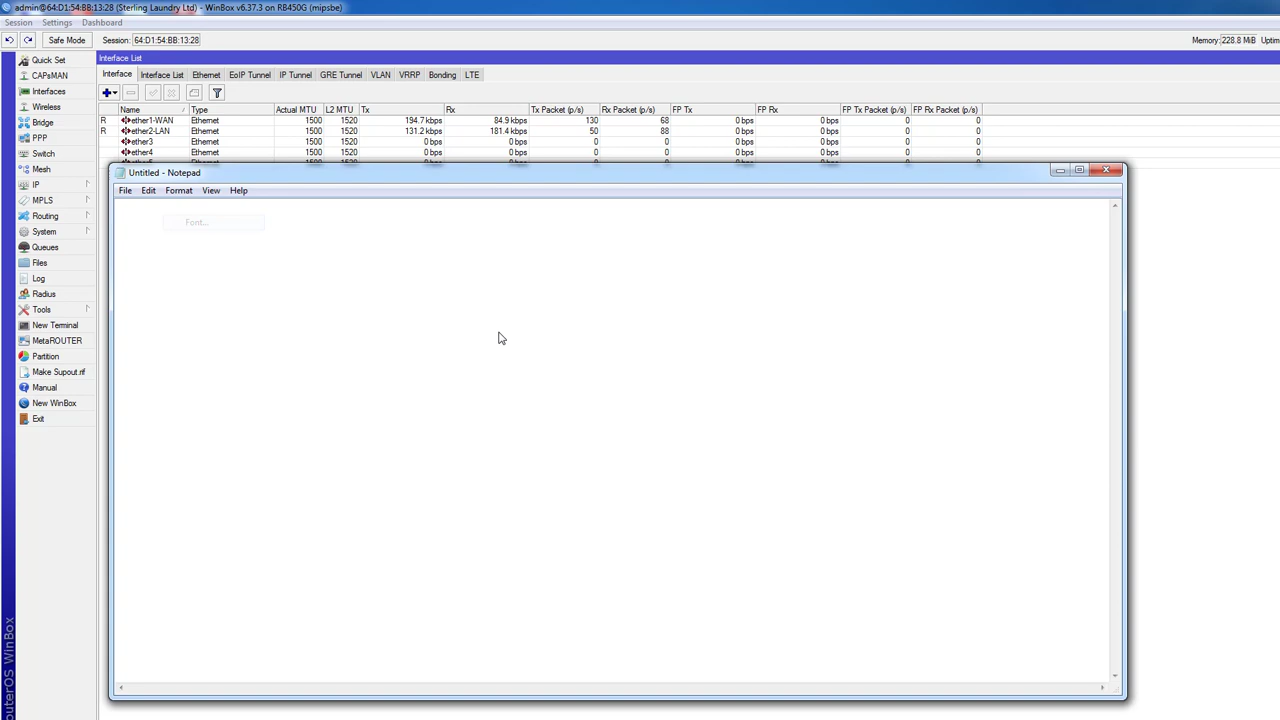 admin@64:D1:54:BB:13:28 (Sterling Laundry Ltd) - WinBox v6.37.3 on RB450G (mipsbe)
Session Settings Dashboard
Safe Mode Session: 64:D1:54:BB:13:28 Memory: 228.8 MiB Uptim
Quick Set
CAPsMAN
Interfaces
Wireless
Bridge
PPP
Switch
Mesh
IP
MPLS
Routing
System
Queues
Files
Log
Radius
Tools
New Terminal
MetaROUTER
Partition
Make Supout.rif
Manual
New WinBox
Exit
outerOS WinBox
Interface List
Interface Interface List Ethernet EoIP Tunnel IP Tunnel GRE Tunnel VLAN VRRP Bonding LTE
Name / Type Actual MTU L2 MTU Tx Rx Tx Packet (p/s) Rx Packet (p/s) FP Tx FP Rx FP Tx Packet (p/s) FP Rx Packet (p/s)
R ether1-WAN Ethernet 1500 1520 194.7 kbps 84.9 kbps 130 68 0 bps 0 bps 0 0
R ether2-LAN Ethernet 1500 1520 131.2 kbps 181.4 kbps 50 88 0 bps 0 bps 0 0
ether3 Ethernet 1500 1520 0 bps 0 bps 0 0 0 bps 0 bps 0 0
ether4 Ethernet 1500 1520 0 bps 0 bps 0 0 0 bps 0 bps 0 0
Untitled - Notepad
File Edit Format View Help
Font...